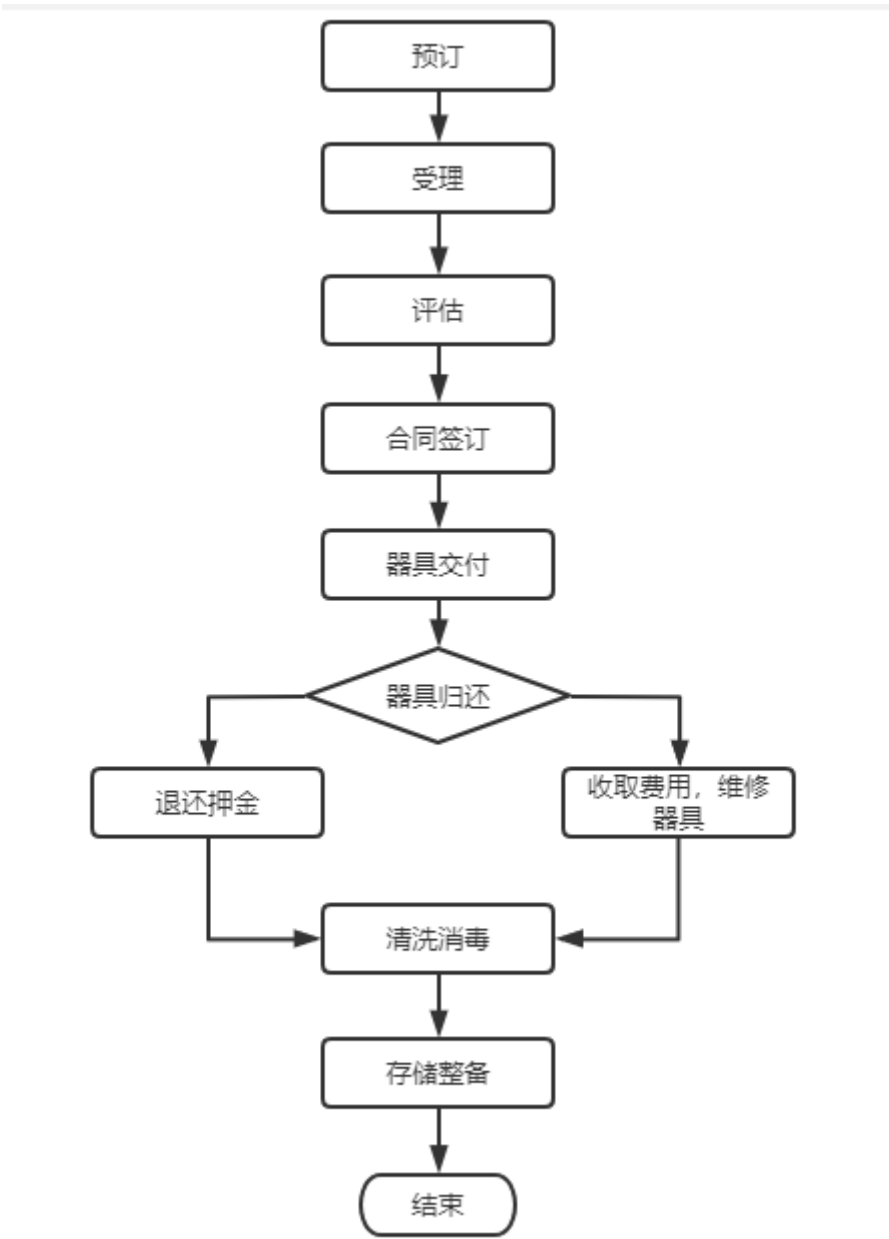 预订
受理
评估
合同签订
器具交付
器具归还
退还押金
收取费用，维修
器具
清洗消毒
存储整备
结束